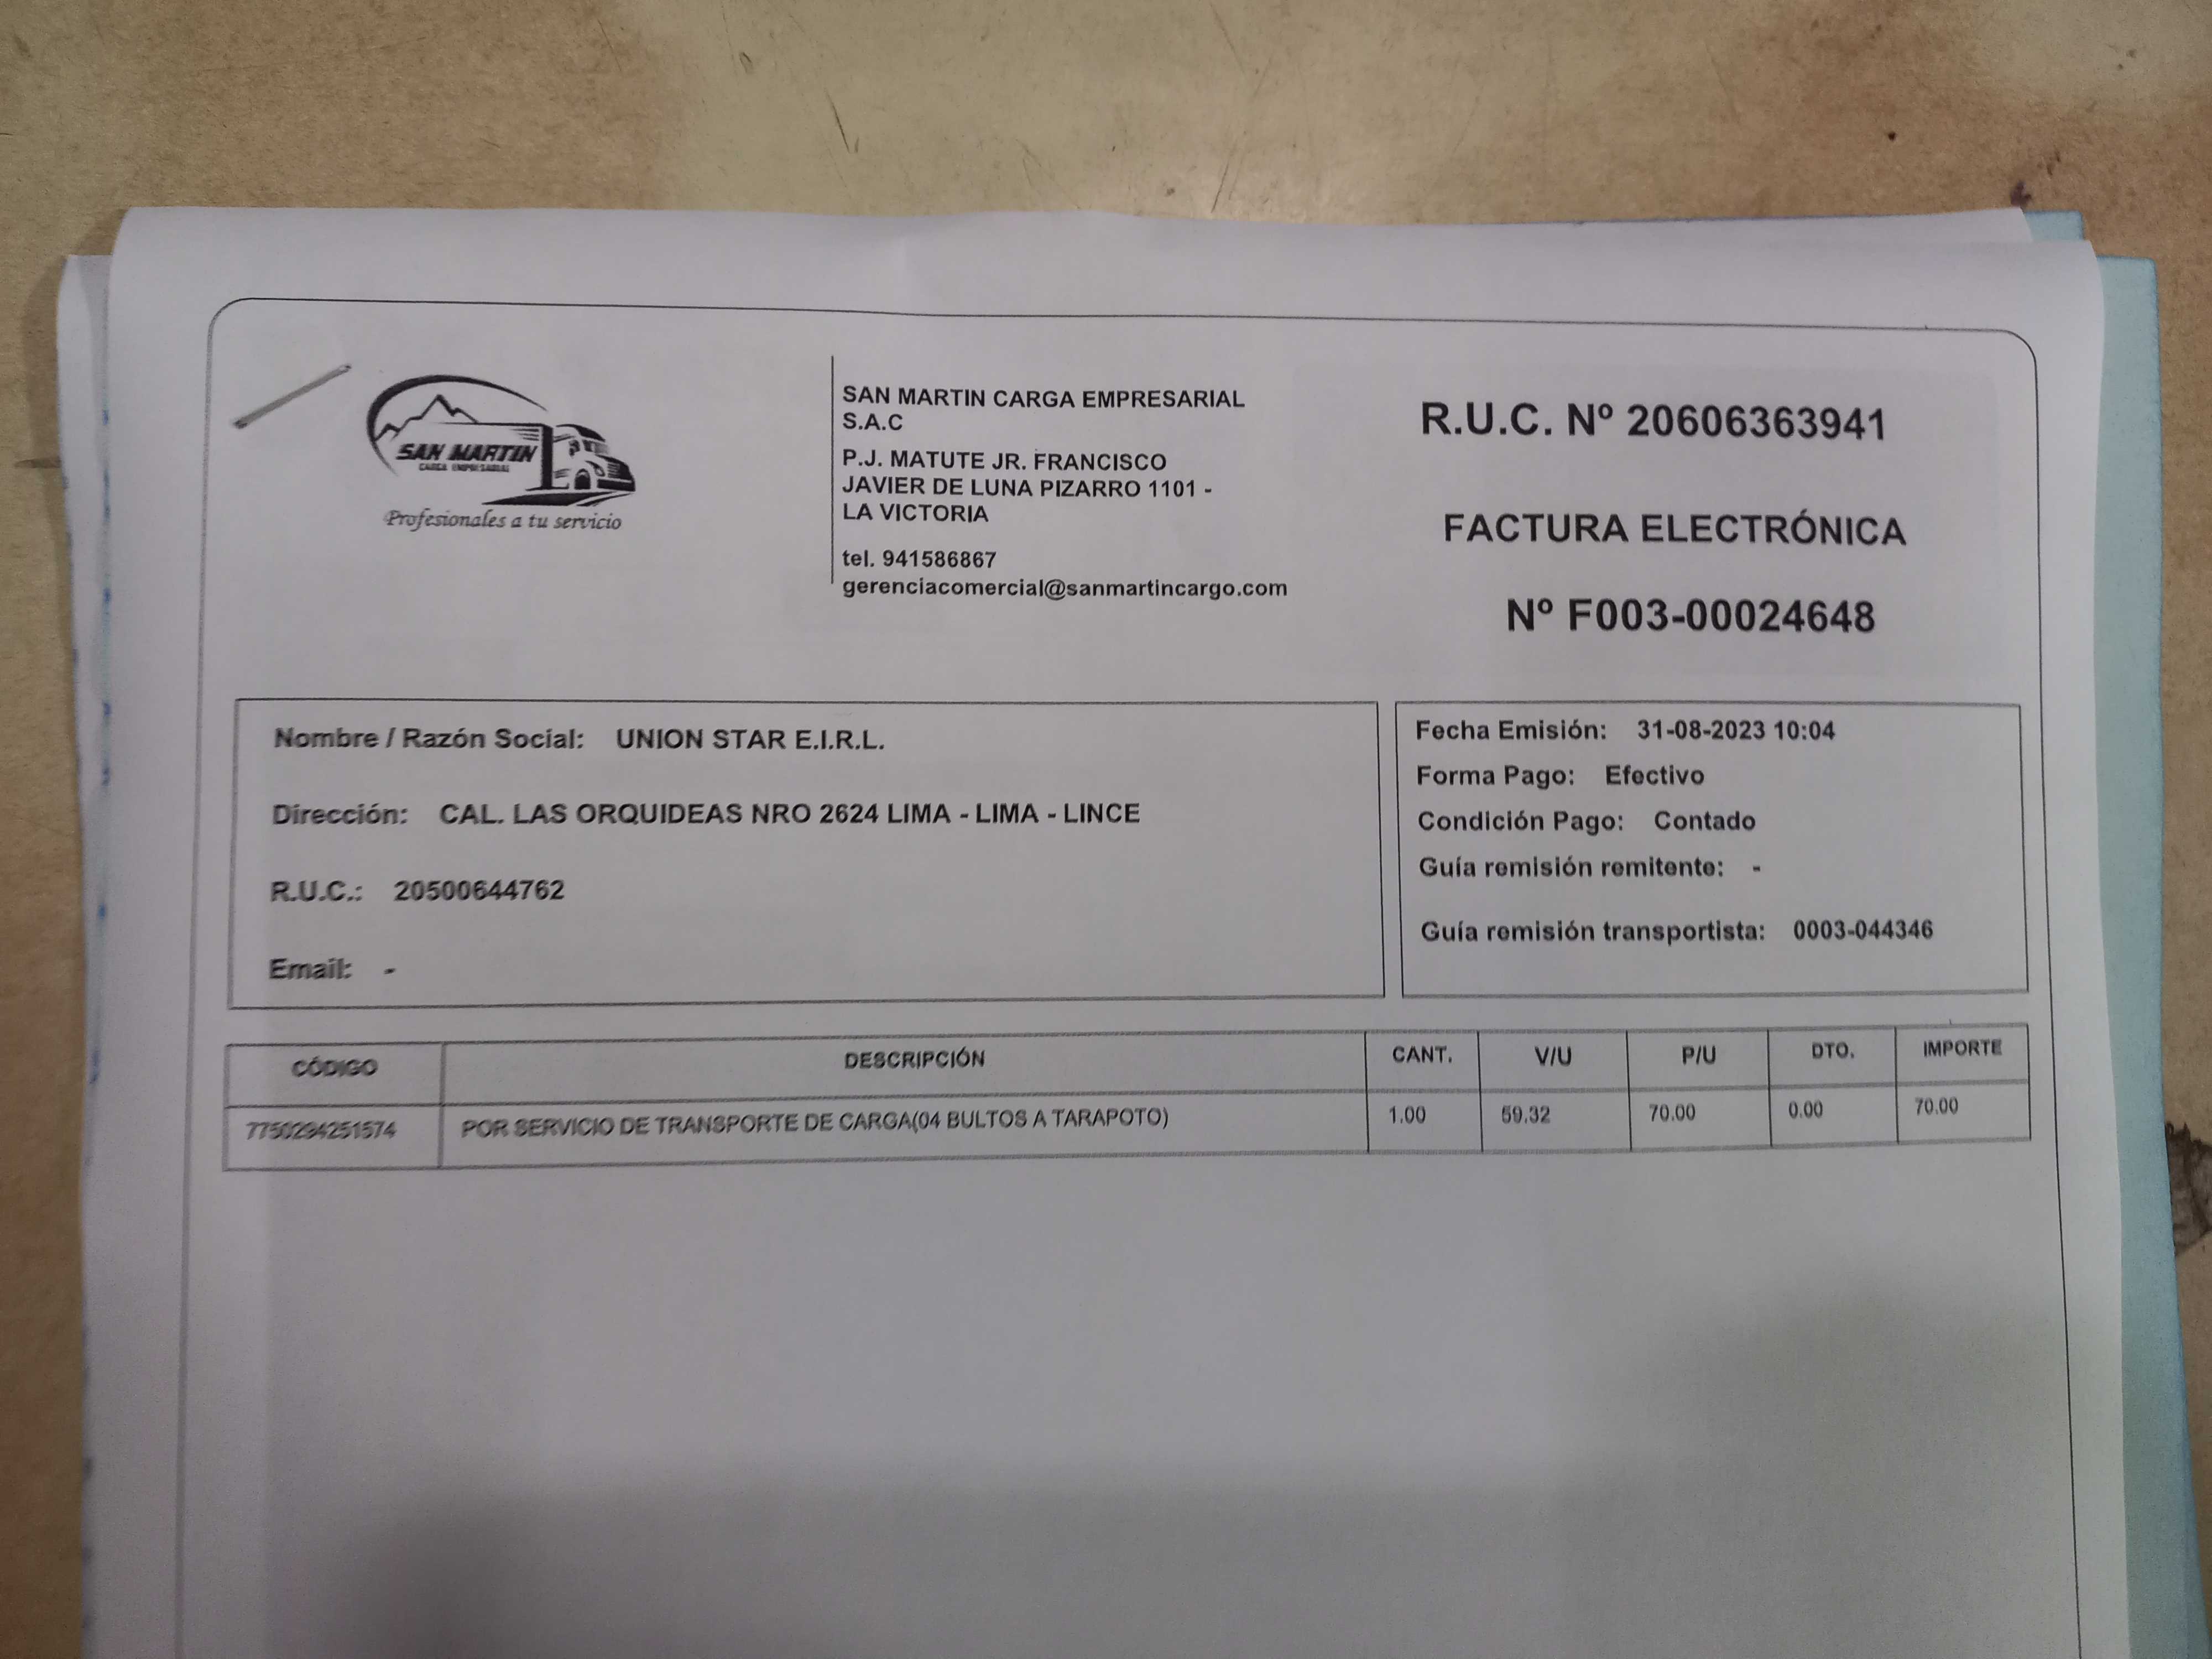 SAN MARTIN
CARGA EMPRESARIAL
Profesionales a tu servicio
SAN MARTIN CARGA EMPRESARIAL
S.A.C
P.J. MATUTE JR. FRANCISCO
JAVIER DE LUNA PIZARRO 1101 -
LA VICTORIA
tel. 941586867
gerenciacomercial@sanmartincargo.com
R.U.C. Nº 20606363941
FACTURA ELECTRÓNICA
Nº F003-00024648
Nombre / Razón Social: UNION STAR E.I.R.L.
Dirección: CAL. LAS ORQUIDEAS NRO 2624 LIMA - LIMA - LINCE
R.U.C.: 20500644762
Email: -
Fecha Emisión: 31-08-2023 10:04
Forma Pago: Efectivo
Condición Pago: Contado
Guía remisión remitente: -
Guía remisión transportista: 0003-044346
CÓDIGO DESCRIPCIÓN CANT. V/U P/U DTO. IMPORTE
7750294251574 POR SERVICIO DE TRANSPORTE DE CARGA(04 BULTOS A TARAPOTO) 1.00 59.32 70.00 0.00 70.00